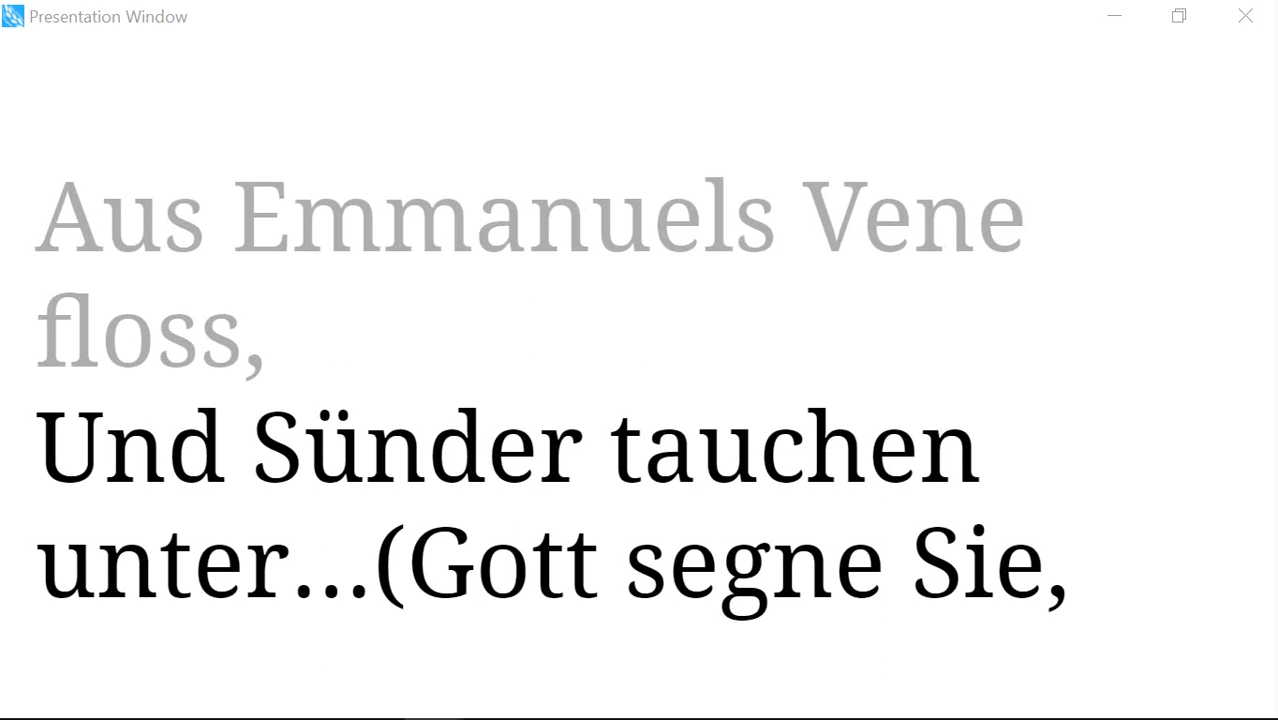 Presentation Window
Aus Emmanuels Vene
floss,
Und Sünder tauchen
unter...(Gott segne Sie,